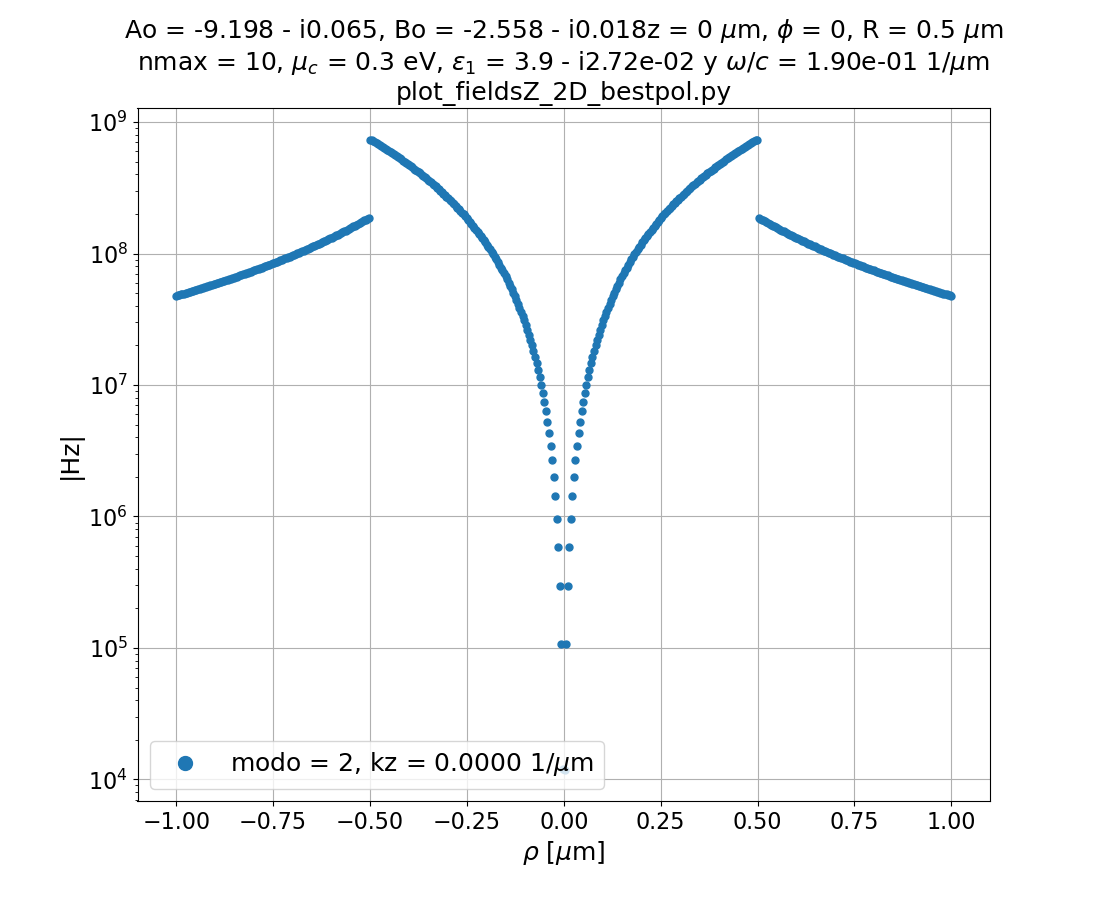 Ao = -9.198 - i0.065, Bo = -2.558 - i0.018z = 0 μm, ϕ = 0, R = 0.5 μm
nmax = 10, μc = 0.3 eV, ε1 = 3.9 - i2.72e-02 y ω/c = 1.90e-01 1/μm
plot_fieldsZ_2D_bestpol.py
10^9
10^8
10^7
10^6
10^5
10^4
|Hz|
modo = 2, kz = 0.0000 1/μm
−1.00 −0.75 −0.50 −0.25 0.00 0.25 0.50 0.75 1.00
ρ [μm]